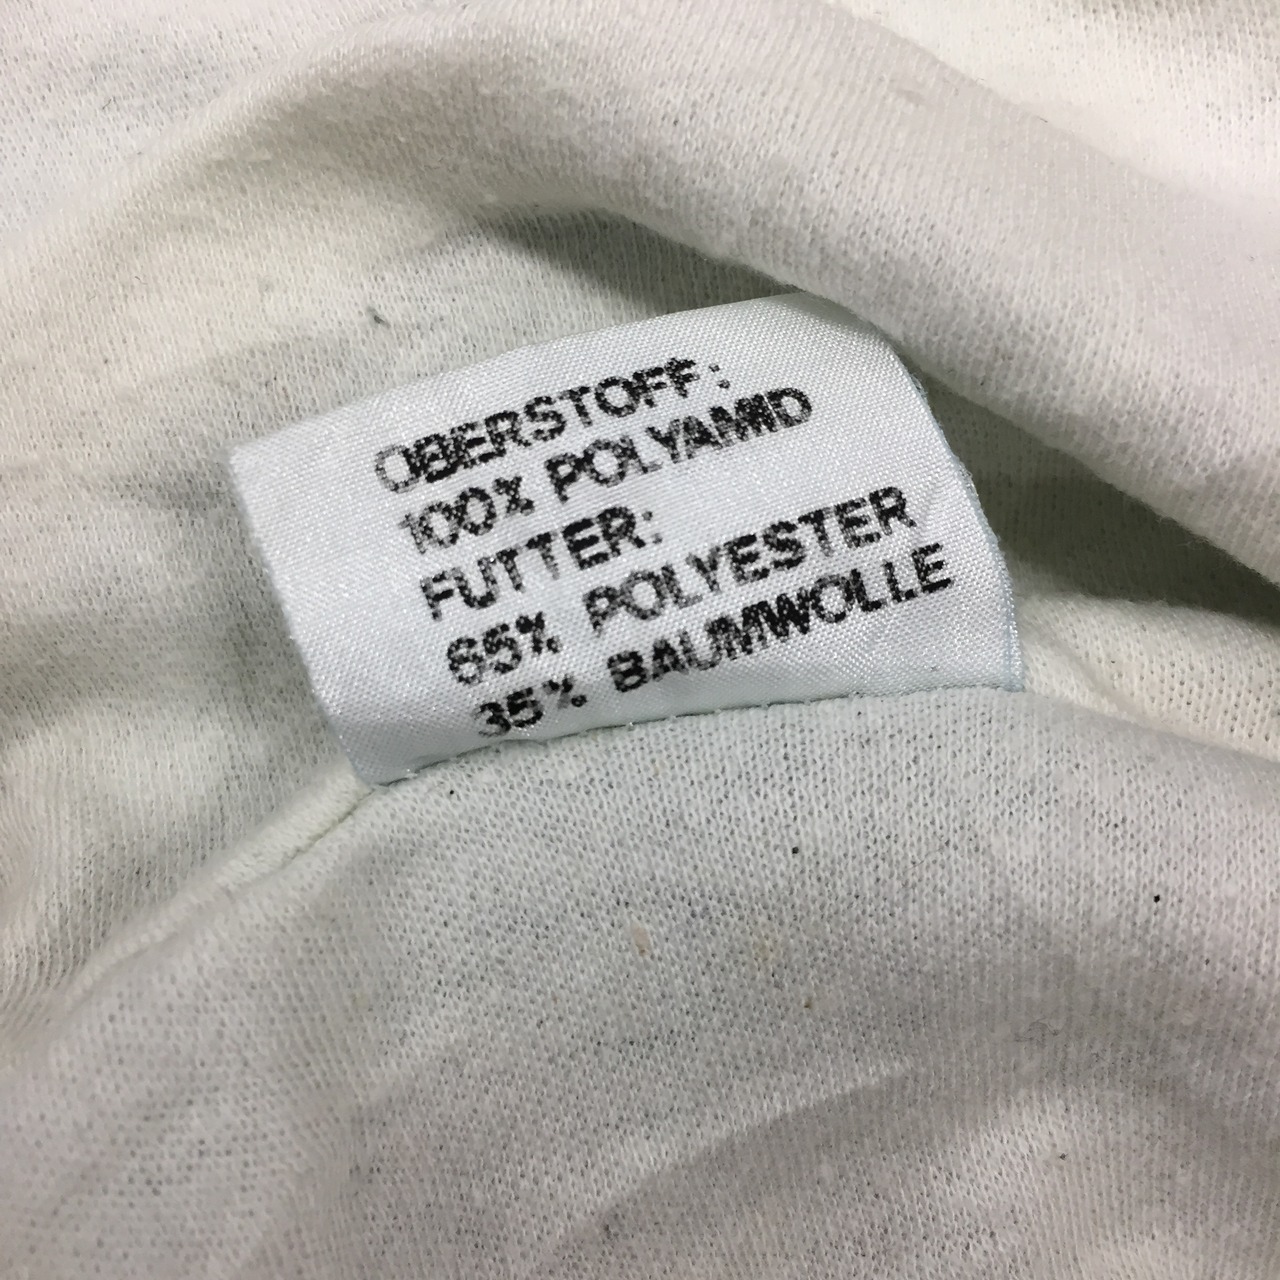 OBERSTOFF:
100% POLYAMID
FUTTER:
65% POLYESTER
35% BAUMWOLLE